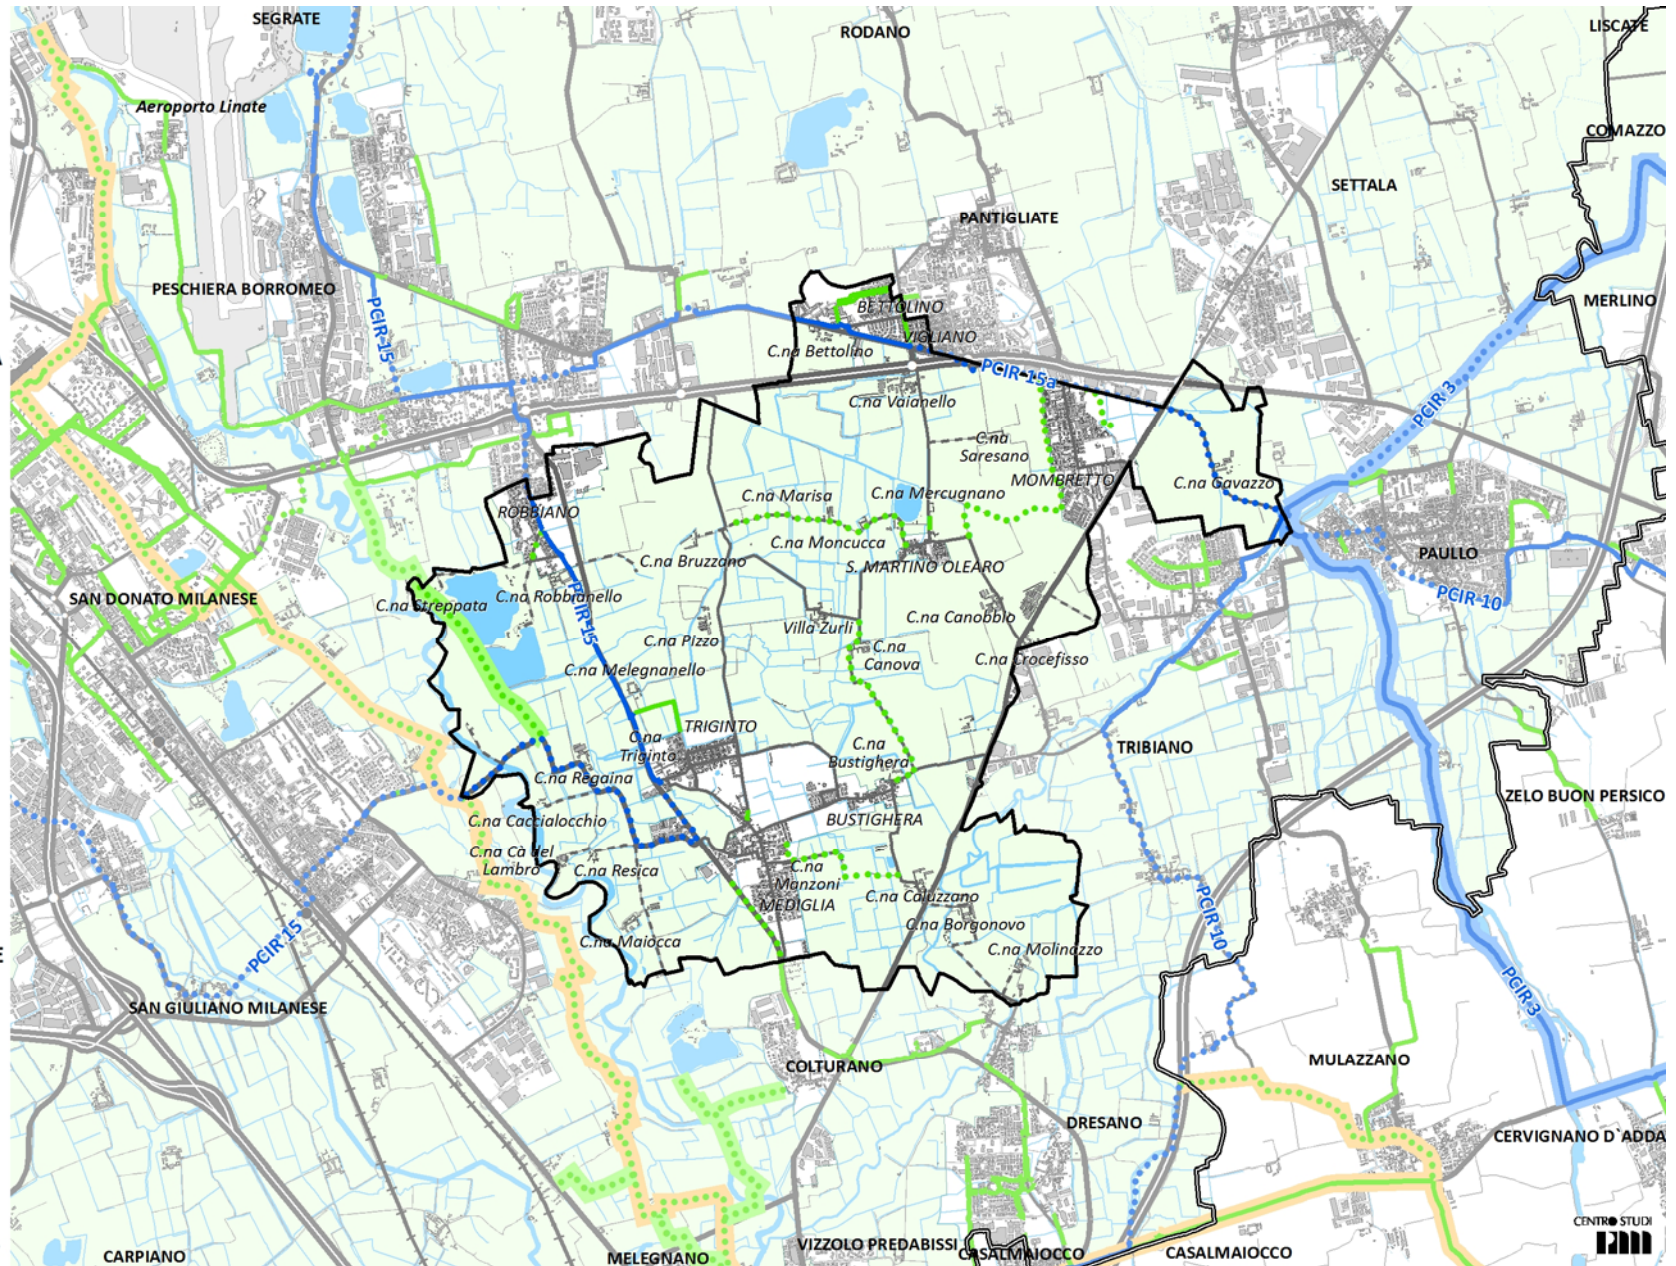 SEGRATE
LISCATE
RODANO
Aeroporto Linate
COMAZZO
SETTALA
PANTIGLIATE
PESCHIERA BORROMEO
MERLINO
PCIR 15
BETTOLINO
VIGLIANO
C.na Bettolino
PCIR 15a
PCIR 3
C.na Vaianello
C.na
Saresano
MOMBRETTO
C.na Gavazzo
C.na Marisa
C.na Mercugnano
ROBBIANO
C.na Moncucca
PAULLO
C.na Bruzzano
S. MARTINO OLEARO
SAN DONATO MILANESE
C.na Streppata
C.na Robbianello
PCIR 15
PCIR 10
C.na Canobbio
Villa Zurli
C.na Pizzo
C.na
Canova
C.na Crocefisso
C.na Melegnanello
TRIGINTO
C.na
Triginto
C.na
Bustighera
TRIBIANO
C.na Regaina
ZELO BUON PERSICO
C.na Caccialocchio
BUSTIGHERA
C.na Cà del
Lambro
C.na Resica
C.na
Manzoni
MEDIGLIA
C.na Caluzzano
C.na Borgonovo
PCIR 10
PCIR 15
C.na Maiocca
C.na Molinazzo
PCIR 3
E
SAN GIULIANO MILANESE
COLTURANO
MULAZZANO
DRESANO
CERVIGNANO D`ADDA
CENTRO STUDI
PIM
CARPIANO
MELEGNANO
VIZZOLO PREDABISSI
CASALMAIOCCO
CASALMAIOCCO